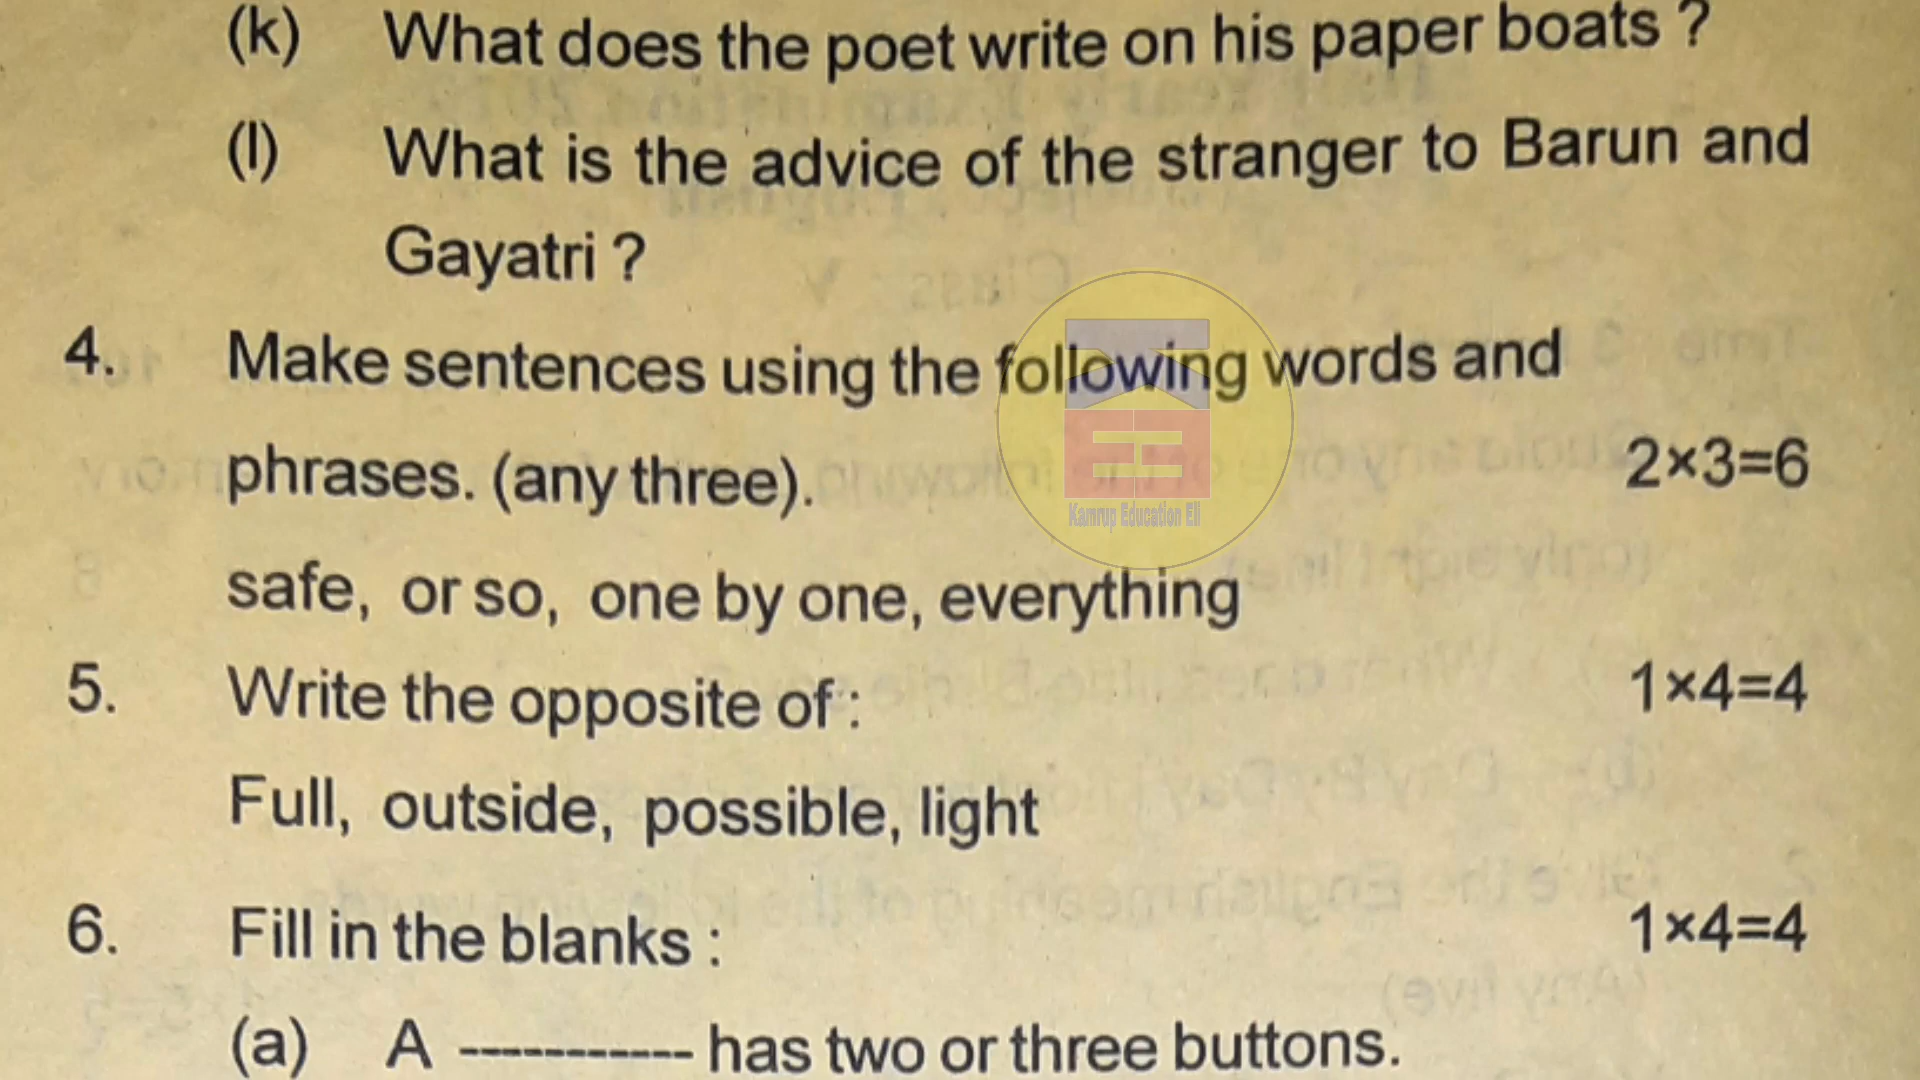 (k) What does the poet write on his paper boats ?
(l) What is the advice of the stranger to Barun and
Gayatri ?
4. Make sentences using the following words and
phrases. (any three). 2×3=6
safe, or so, one by one, everything
5. Write the opposite of : 1×4=4
Full, outside, possible, light
6. Fill in the blanks : 1×4=4
(a) A ----------- has two or three buttons.
Kamrup Education Eli